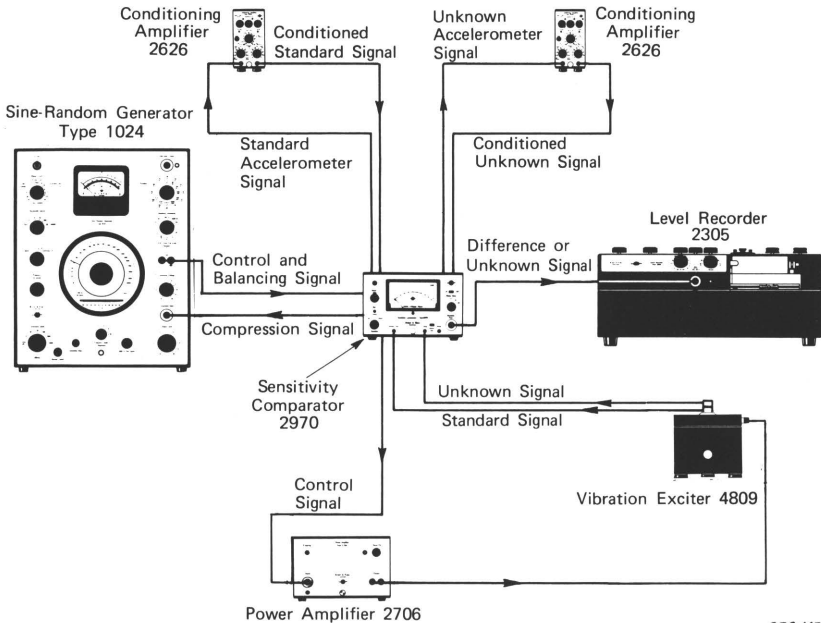 Conditioning
Amplifier
2626
Conditioned
Standard Signal
Unknown
Accelerometer
Signal
Conditioning
Amplifier
2626
Sine-Random Generator
Type 1024
Standard
Accelerometer
Signal
Conditioned
Unknown Signal
Level Recorder
2305
Control and
Balancing Signal
Difference or
Unknown Signal
Compression Signal
Sensitivity
Comparator
2970
Unknown Signal
Standard Signal
Control
Signal
Vibration Exciter 4809
Power Amplifier 2706